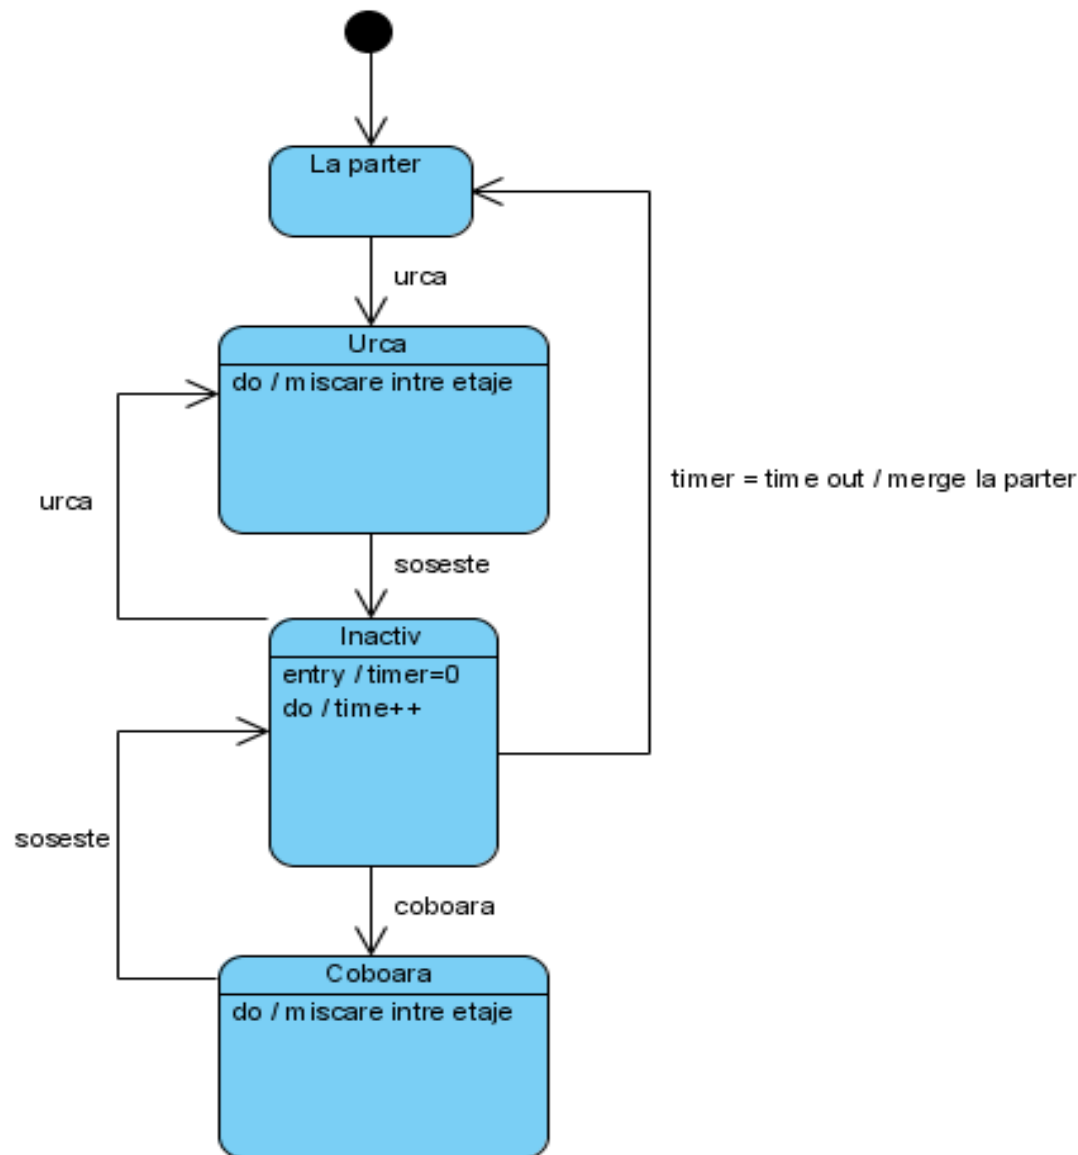 La parter
urca
Urca
do / miscare intre etaje
timer = time out / merge la parter
urca
soseste
Inactiv
entry / timer=0
do / time++
soseste
coboara
Coboara
do / miscare intre etaje